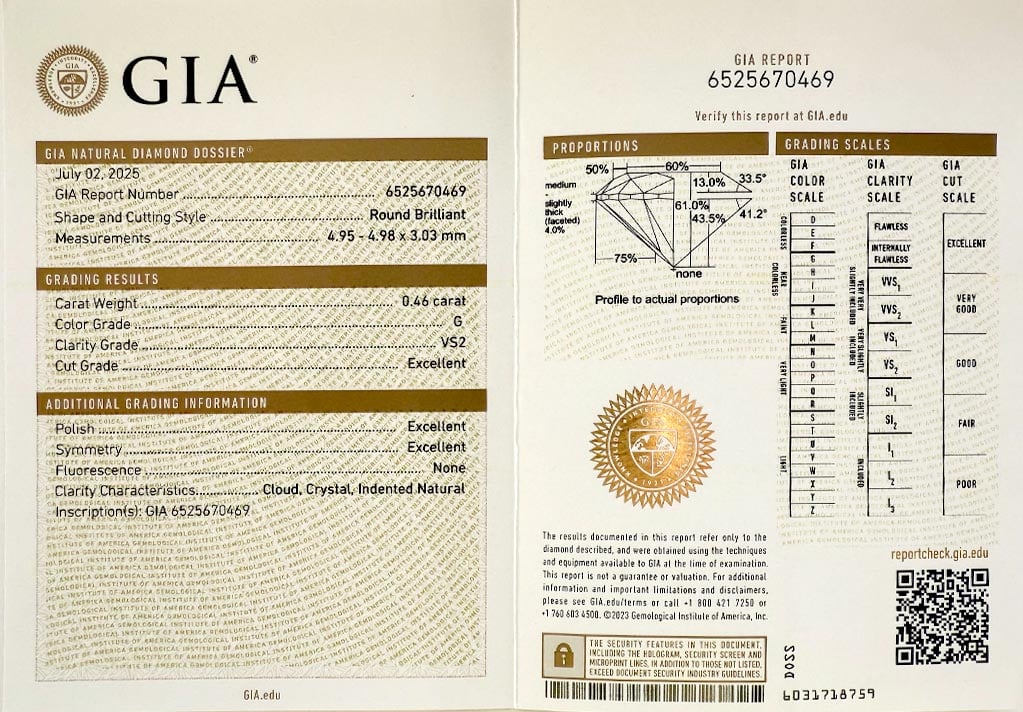 GIA®
GIA NATURAL DIAMOND DOSSIER®
July 02, 2025
GIA Report Number 6525670469
Shape and Cutting Style Round Brilliant
Measurements 4.95 - 4.98 x 3.03 mm
GRADING RESULTS
Carat Weight 0.46 carat
Color Grade G
Clarity Grade VS2
Cut Grade Excellent
ADDITIONAL GRADING INFORMATION
Polish Excellent
Symmetry Excellent
Fluorescence None
Clarity Characteristics Cloud, Crystal, Indented Natural
Inscription(s): GIA 6525670469
GIA.edu
GIA REPORT
6525670469
Verify this report at GIA.edu
PROPORTIONS
50%
60%
13.0%
33.5°
medium
-
slightly
thick
(faceted)
4.0%
61.0%
43.5%
41.2°
75%
none
Profile to actual proportions
The results documented in this report refer only to the
diamond described, and were obtained using the techniques
and equipment available to GIA at the time of examination.
This report is not a guarantee or valuation. For additional
information and important limitations and disclaimers,
please see GIA.edu/terms or call +1 800 421 7250 or
+1 760 603 4500. ©2023 Gemological Institute of America, Inc.
THE SECURITY FEATURES IN THIS DOCUMENT,
INCLUDING THE HOLOGRAM, SECURITY SCREEN AND
MICROPRINT LINES, IN ADDITION TO THOSE NOT LISTED,
EXCEED DOCUMENT SECURITY INDUSTRY GUIDELINES.
GRADING SCALES
GIA
COLOR
SCALE
COLORLESS
D
E
F
NEAR
COLORLESS
G
H
I
J
FAINT
K
L
M
VERY LIGHT
N
O
P
Q
R
LIGHT
S
T
U
V
W
X
Y
Z
GIA
CLARITY
SCALE
FLAWLESS
INTERNALLY
FLAWLESS
VERY VERY
SLIGHTLY INCLUDED
VVS1
VVS2
VERY SLIGHTLY
INCLUDED
VS1
VS2
SLIGHTLY
INCLUDED
SI1
SI2
INCLUDED
I1
I2
I3
GIA
CUT
SCALE
EXCELLENT
VERY
GOOD
GOOD
FAIR
POOR
reportcheck.gia.edu
DOSS
6031718759